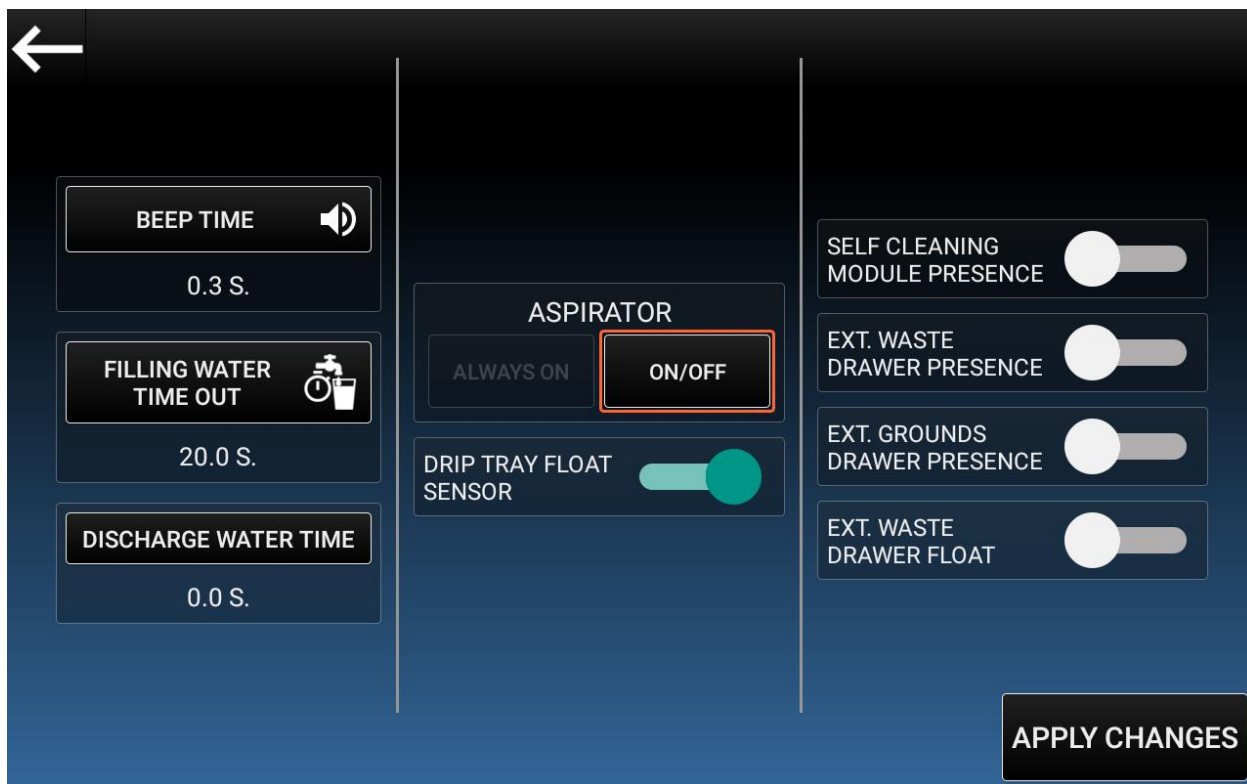 BEEP TIME
0.3 S.
FILLING WATER
TIME OUT
20.0 S.
DISCHARGE WATER TIME
0.0 S.
ASPIRATOR
ALWAYS ON
ON/OFF
DRIP TRAY FLOAT
SENSOR
SELF CLEANING
MODULE PRESENCE
EXT. WASTE
DRAWER PRESENCE
EXT. GROUNDS
DRAWER PRESENCE
EXT. WASTE
DRAWER FLOAT
APPLY CHANGES